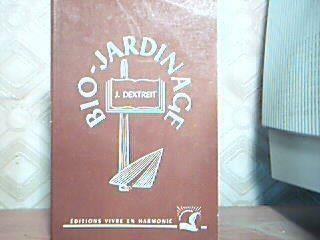 BIO-JARDINAGE
J. DEXTREIT
ÉDITIONS VIVRE EN HARMONIE